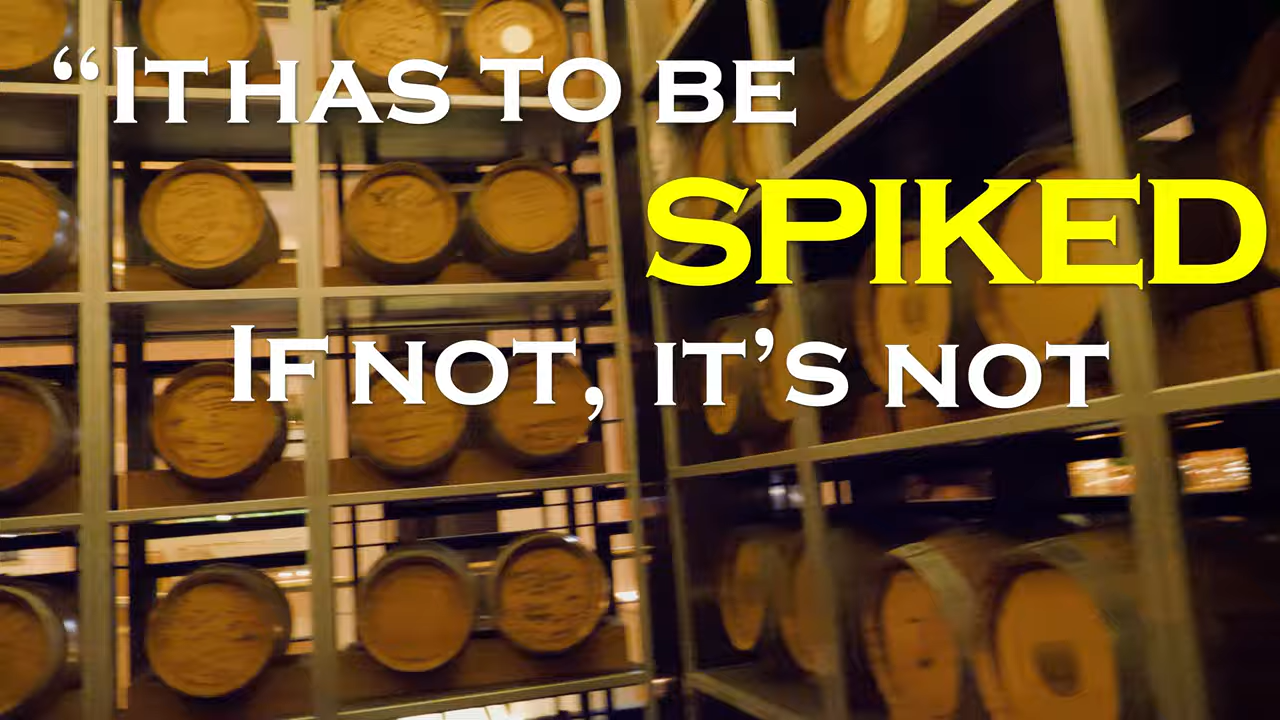 “IT HAS TO BE
SPIKED
IF NOT, IT’S NOT